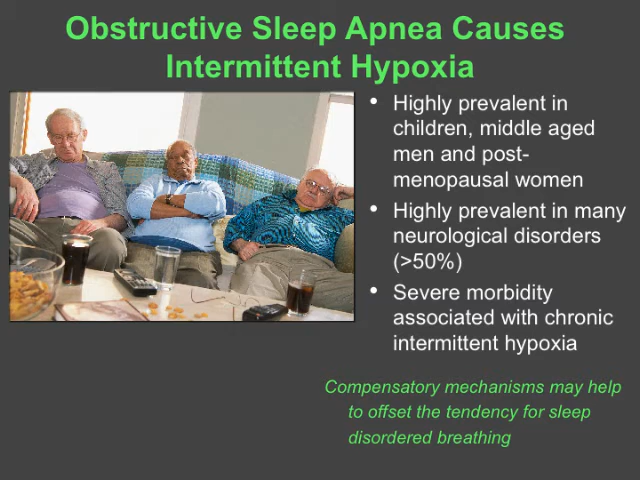 Obstructive Sleep Apnea Causes
Intermittent Hypoxia
• Highly prevalent in
children, middle aged
men and post-
menopausal women
• Highly prevalent in many
neurological disorders
(>50%)
• Severe morbidity
associated with chronic
intermittent hypoxia
Compensatory mechanisms may help
to offset the tendency for sleep
disordered breathing